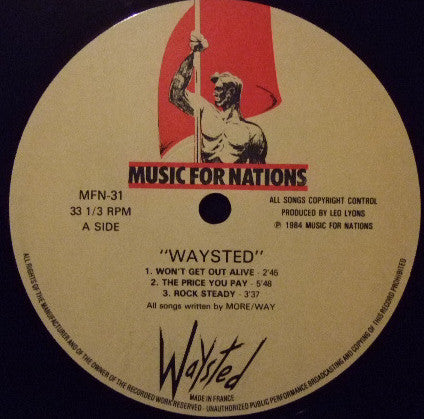 MUSIC FOR NATIONS
MFN-31
33 1/3 RPM
A SIDE
ALL SONGS COPYRIGHT CONTROL
PRODUCED BY LEO LYONS
℗ 1984 MUSIC FOR NATIONS
"WAYSTED"
1. WON'T GET OUT ALIVE - 2'45
2. THE PRICE YOU PAY - 5'48
3. ROCK STEADY - 3'37
All songs written by MORE/WAY
Waysted
MADE IN FRANCE
ALL RIGHTS OF THE MANUFACTURER AND OF THE OWNER OF THE RECORDED WORK RESERVED - UNAUTHORIZED PUBLIC PERFORMANCE BROADCASTING AND COPYING OF THIS RECORD PROHIBITED